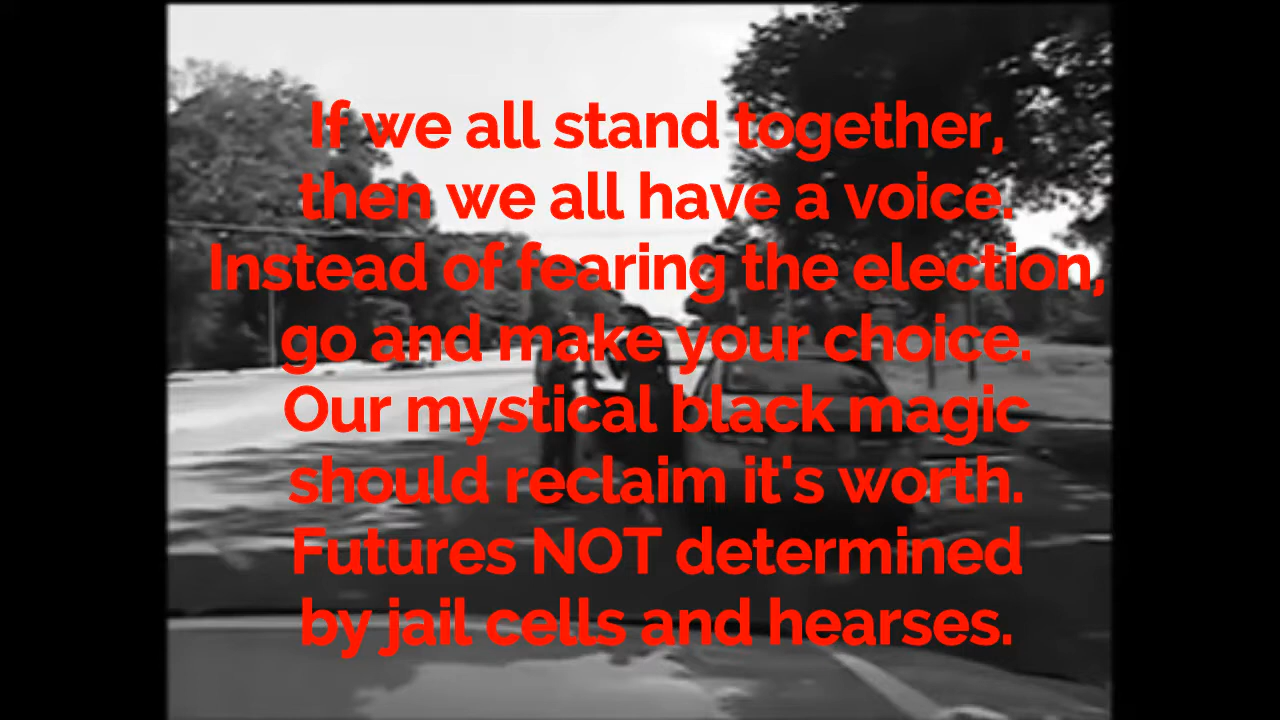 If we all stand together,
then we all have a voice.
Instead of fearing the election,
go and make your choice.
Our mystical black magic
should reclaim it's worth.
Futures NOT determined
by jail cells and hearses.